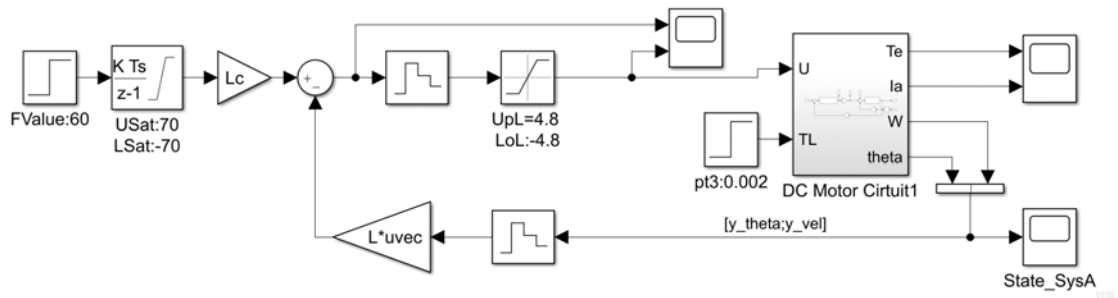 FValue:60
K Ts
z-1
USat:70
LSat:-70
Lc
+
−
UpL=4.8
LoL:-4.8
pt3:0.002
U
TL
Te
Ia
W
theta
DC Motor Cirtuit1
L*uvec
[y_theta;y_vel]
State_SysA